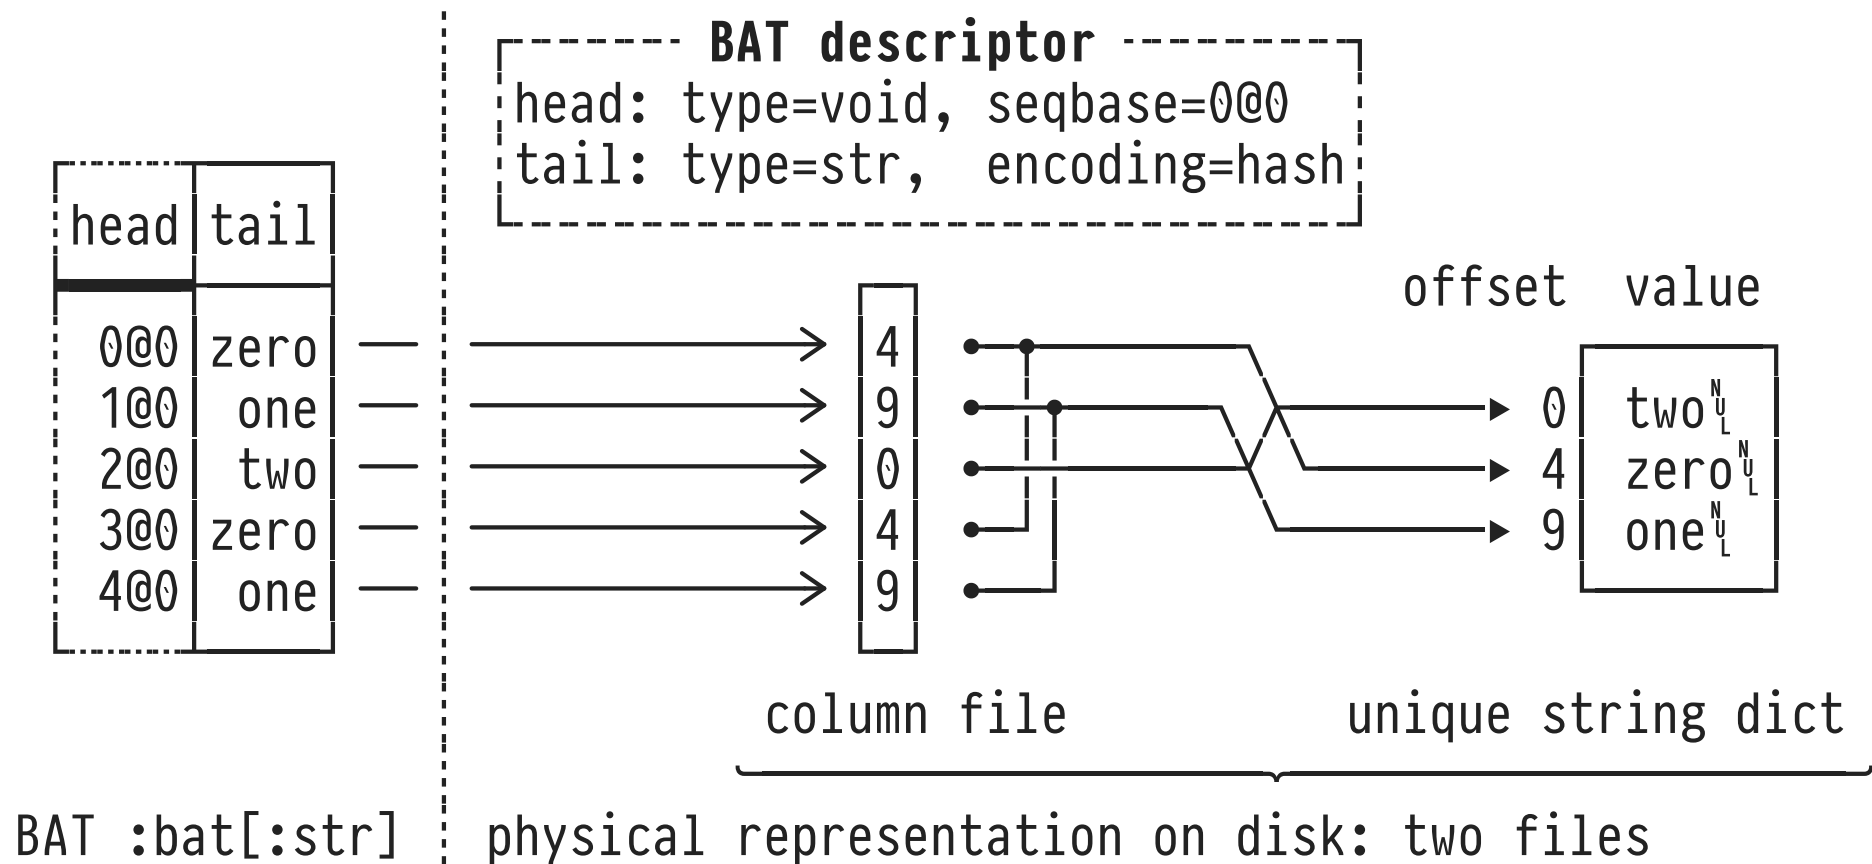 BAT descriptor
head: type=void, seqbase=0@0
tail: type=str, encoding=hash
head tail
offset value
0@0 zero 4
1@0 one 9 0 two NUL
2@0 two 0 4 zero NUL
3@0 zero 4 9 one NUL
4@0 one 9
column file unique string dict
BAT :bat[:str] physical representation on disk: two files